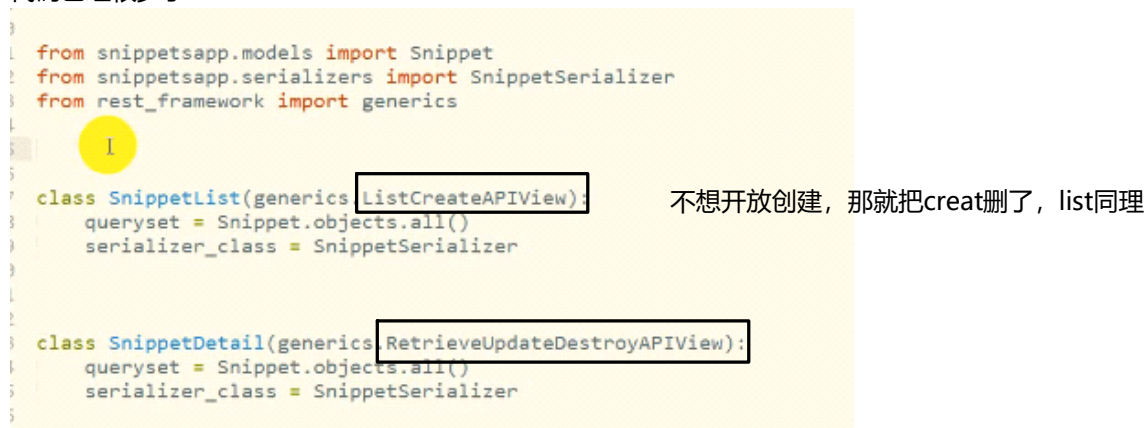 from snippetsapp.models import Snippet
from snippetsapp.serializers import SnippetSerializer
from rest_framework import generics
class SnippetList(generics.ListCreateAPIView):
不想开放创建，那就把creat删了，list同理
queryset = Snippet.objects.all()
serializer_class = SnippetSerializer
class SnippetDetail(generics.RetrieveUpdateDestroyAPIView):
queryset = Snippet.objects.all()
serializer_class = SnippetSerializer